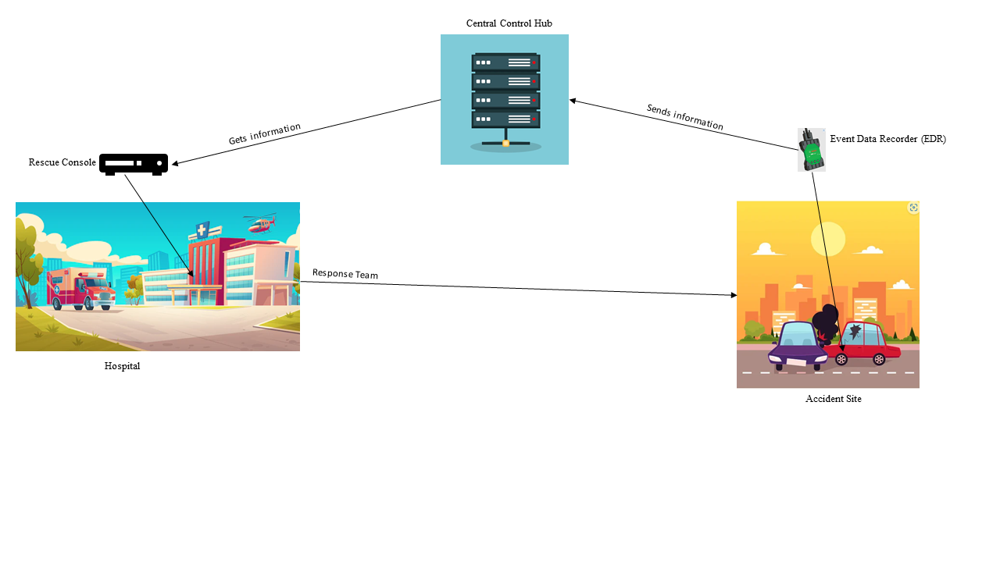 Central Control Hub
Sends information
Gets information
Event Data Recorder (EDR)
Rescue Console
Response Team
Hospital
Accident Site